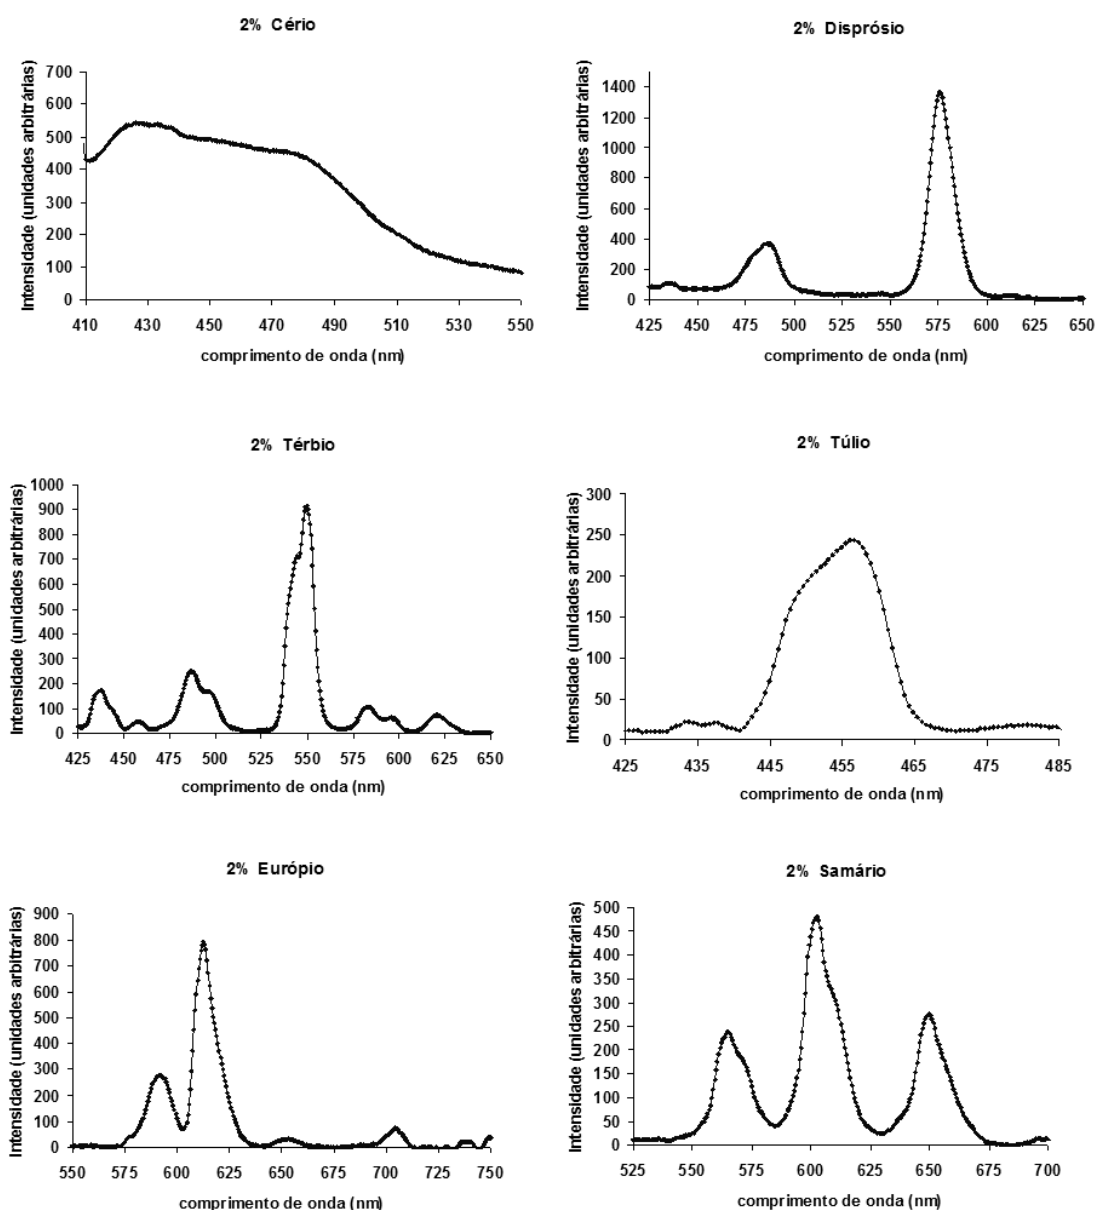 2% Cério
Intensidade (unidades arbitrárias)
700
600
500
400
300
200
100
0
410 430 450 470 490 510 530 550
comprimento de onda (nm)
2% Disprósio
Intensidade (unidades arbitrárias)
1400
1200
1000
800
600
400
200
0
425 450 475 500 525 550 575 600 625 650
comprimento de onda (nm)
2% Térbio
Intensidade (unidades arbitrárias)
1000
900
800
700
600
500
400
300
200
100
0
425 450 475 500 525 550 575 600 625 650
comprimento de onda (nm)
2% Túlio
Intensidade (unidades arbitrárias)
300
250
200
150
100
50
0
425 435 445 455 465 475 485
comprimento de onda (nm)
2% Európio
Intensidade (unidades arbitrárias)
900
800
700
600
500
400
300
200
100
0
550 575 600 625 650 675 700 725 750
comprimento de onda (nm)
2% Samário
Intensidade (unidades arbitrárias)
500
450
400
350
300
250
200
150
100
50
0
525 550 575 600 625 650 675 700
comprimento de onda (nm)